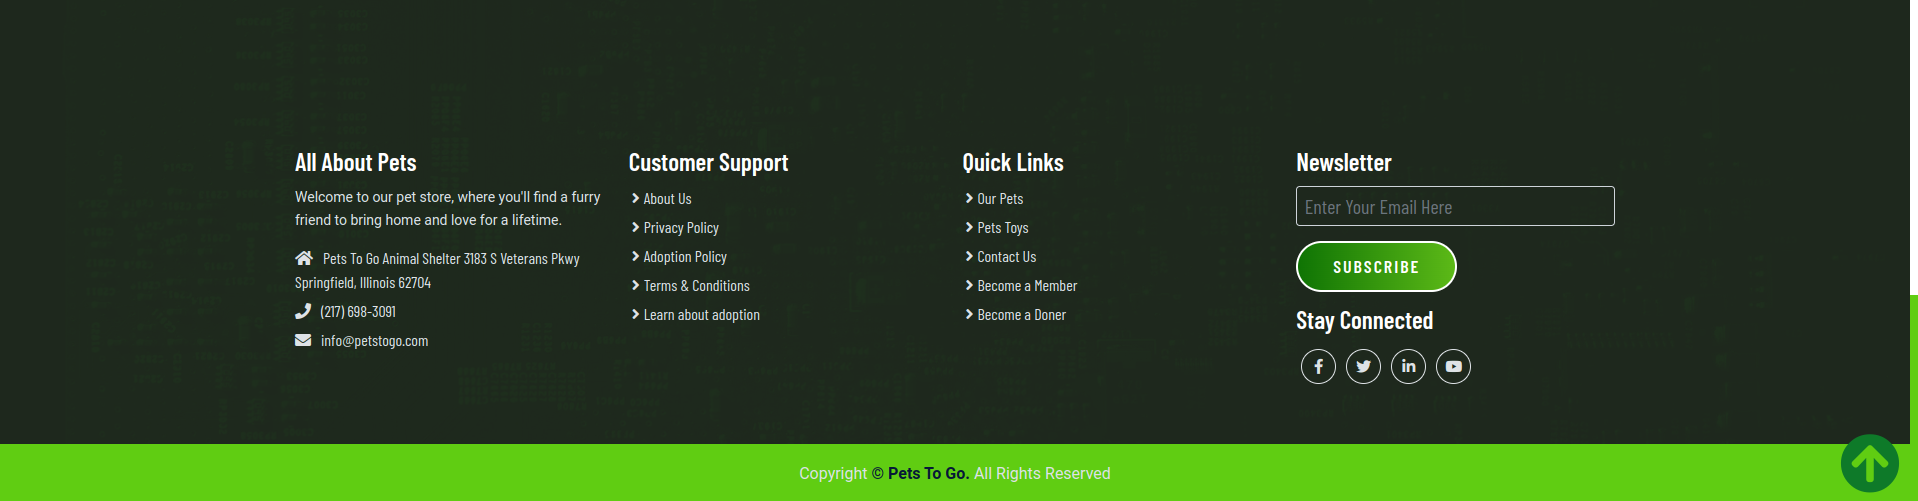 All About Pets
Welcome to our pet store, where you'll find a furry
friend to bring home and love for a lifetime.
Pets To Go Animal Shelter 3183 S Veterans Pkwy
Springfield, Illinois 62704
(217) 698-3091
info@petstogo.com
Customer Support
About Us
Privacy Policy
Adoption Policy
Terms & Conditions
Learn about adoption
Quick Links
Our Pets
Pets Toys
Contact Us
Become a Member
Become a Doner
Newsletter
Enter Your Email Here
SUBSCRIBE
Stay Connected
Copyright © Pets To Go. All Rights Reserved